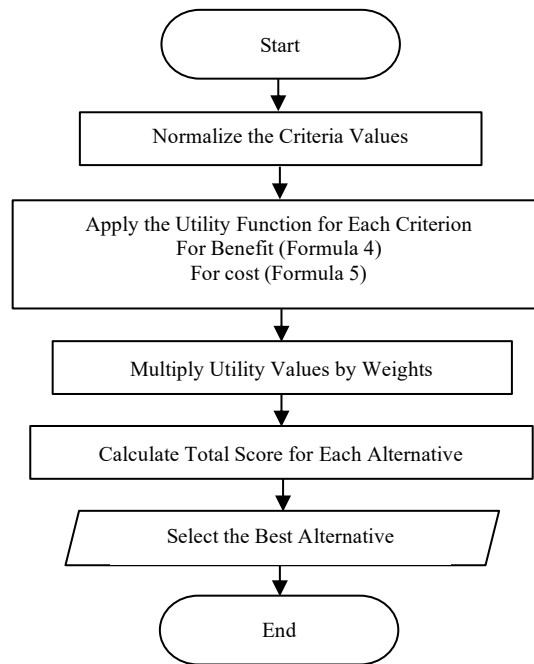 Start
Normalize the Criteria Values
Apply the Utility Function for Each Criterion
For Benefit (Formula 4)
For cost (Formula 5)
Multiply Utility Values by Weights
Calculate Total Score for Each Alternative
Select the Best Alternative
End